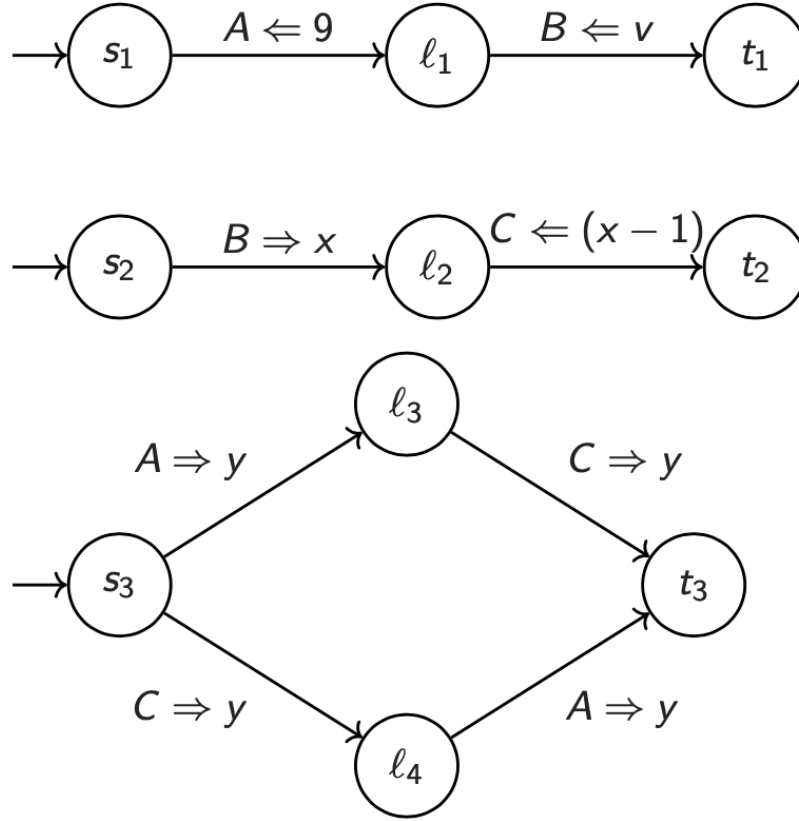 A ⇐ 9 B ⇐ v
s₁ ℓ₁ t₁
B ⇒ x C ⇐ (x − 1)
s₂ ℓ₂ t₂
ℓ₃
A ⇒ y C ⇒ y
s₃ t₃
C ⇒ y A ⇒ y
ℓ₄